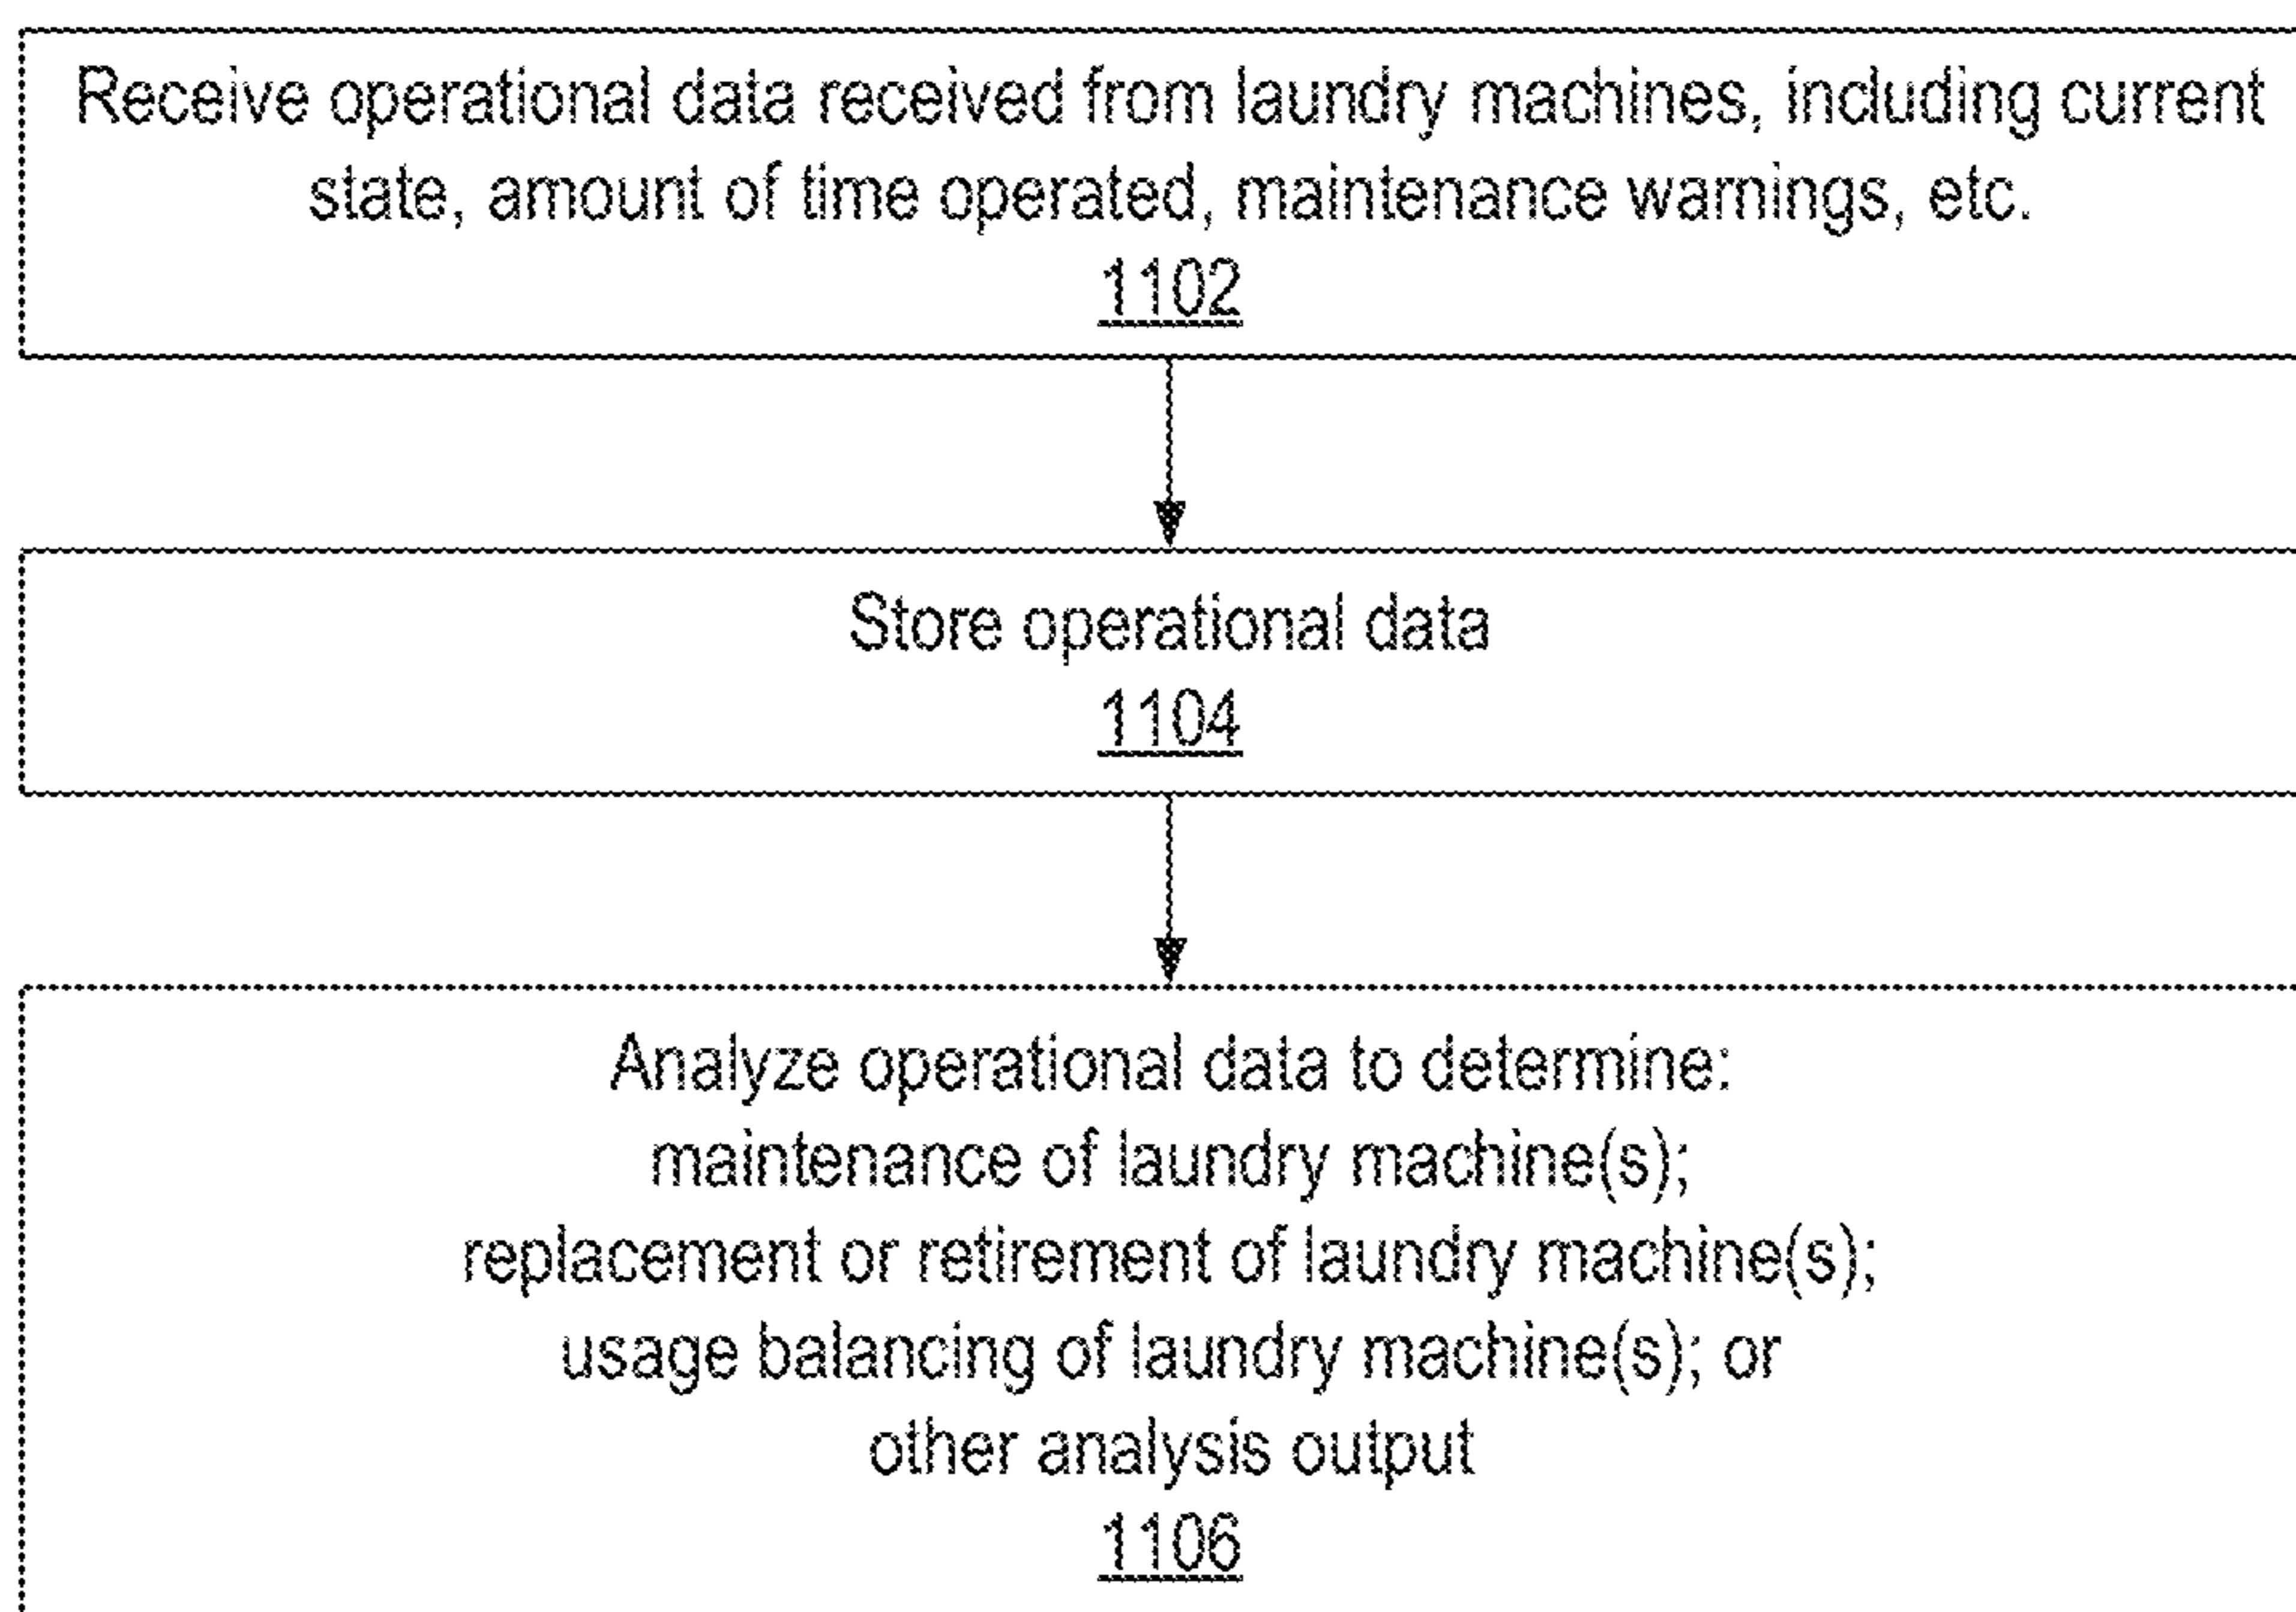 Receive operational data received from laundry machines, including current
state, amount of time operated, maintenance warnings, etc.
1102
Store operational data
1104
Analyze operational data to determine:
maintenance of laundry machine(s);
replacement or retirement of laundry machine(s);
usage balancing of laundry machine(s); or
other analysis output
1106